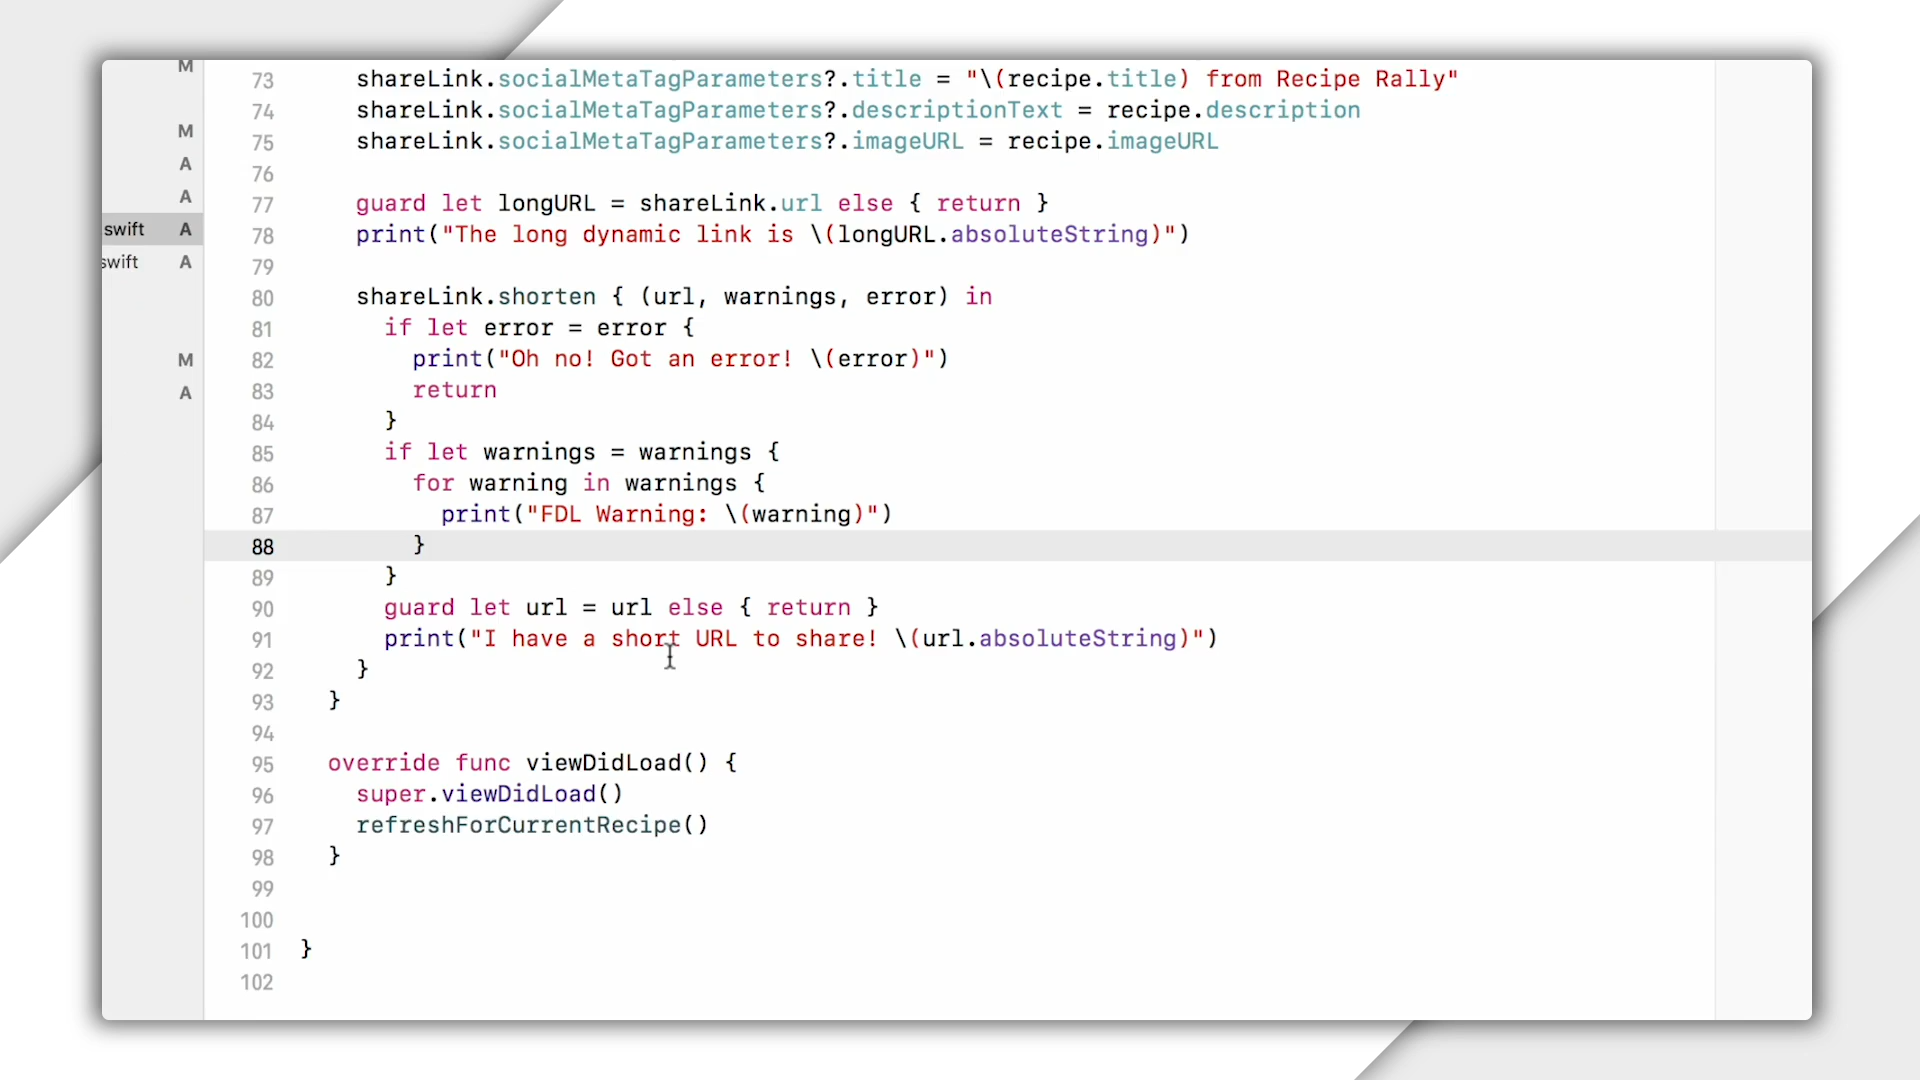 M
M
A
A
swift A
swift A
M
A
73 shareLink.socialMetaTagParameters?.title = "\(recipe.title) from Recipe Rally"
74 shareLink.socialMetaTagParameters?.descriptionText = recipe.description
75 shareLink.socialMetaTagParameters?.imageURL = recipe.imageURL
76
77 guard let longURL = shareLink.url else { return }
78 print("The long dynamic link is \(longURL.absoluteString)")
79
80 shareLink.shorten { (url, warnings, error) in
81 if let error = error {
82 print("Oh no! Got an error! \(error)")
83 return
84 }
85 if let warnings = warnings {
86 for warning in warnings {
87 print("FDL Warning: \(warning)")
88 }
89 }
90 guard let url = url else { return }
91 print("I have a short URL to share! \(url.absoluteString)")
92 }
93 }
94
95 override func viewDidLoad() {
96 super.viewDidLoad()
97 refreshForCurrentRecipe()
98 }
99
100
101 }
102